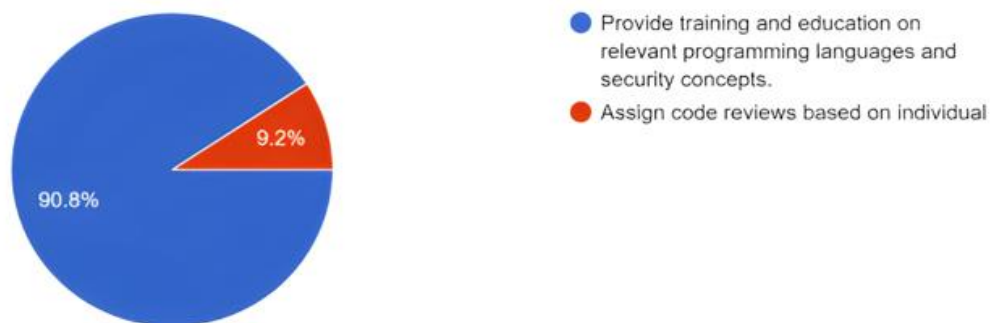 Provide training and education on
relevant programming languages and
security concepts.
Assign code reviews based on individual
9.2%
90.8%